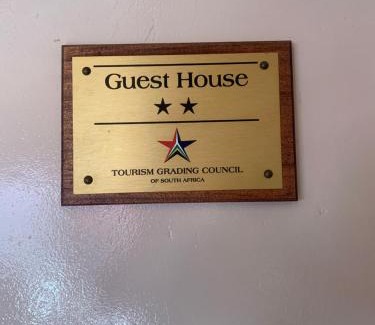 Guest House
TOURISM GRADING COUNCIL
OF SOUTH AFRICA